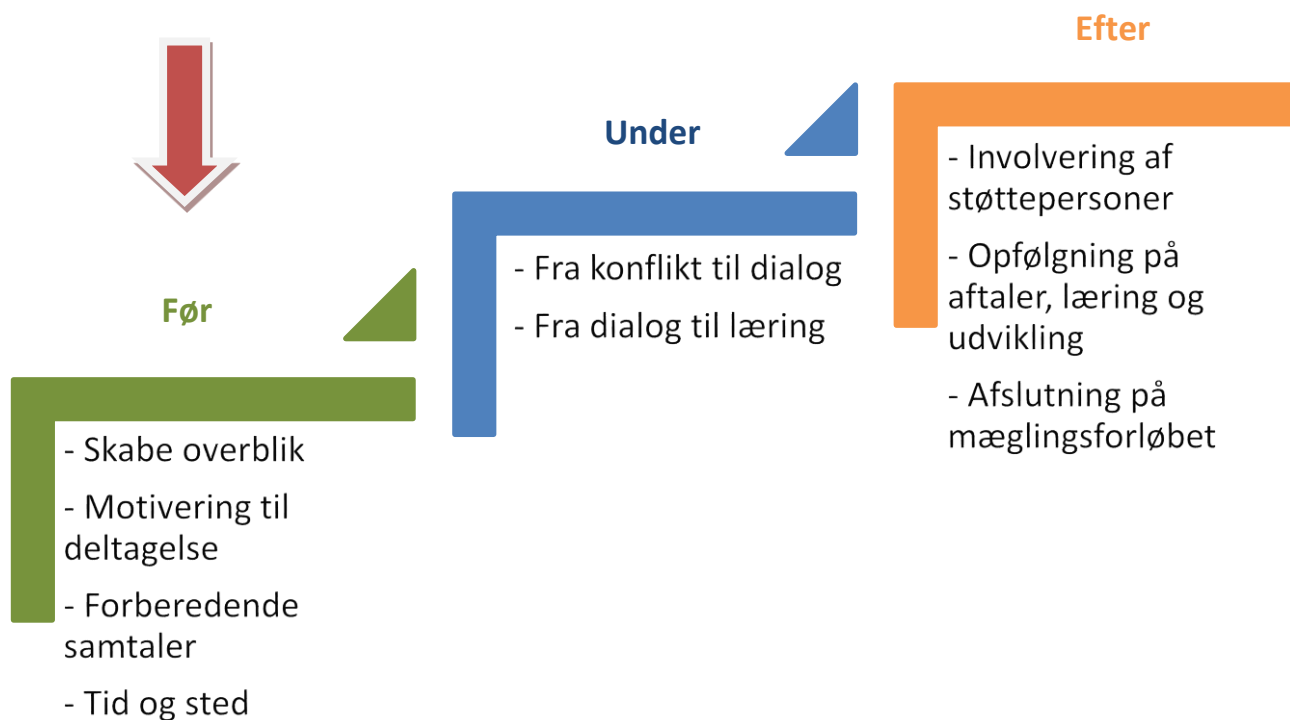 Før
- Skabe overblik
- Motivering til
deltagelse
- Forberedende
samtaler
- Tid og sted
Under
- Fra konflikt til dialog
- Fra dialog til læring
Efter
- Involvering af
støttepersoner
- Opfølgning på
aftaler, læring og
udvikling
- Afslutning på
mæglingsforløbet